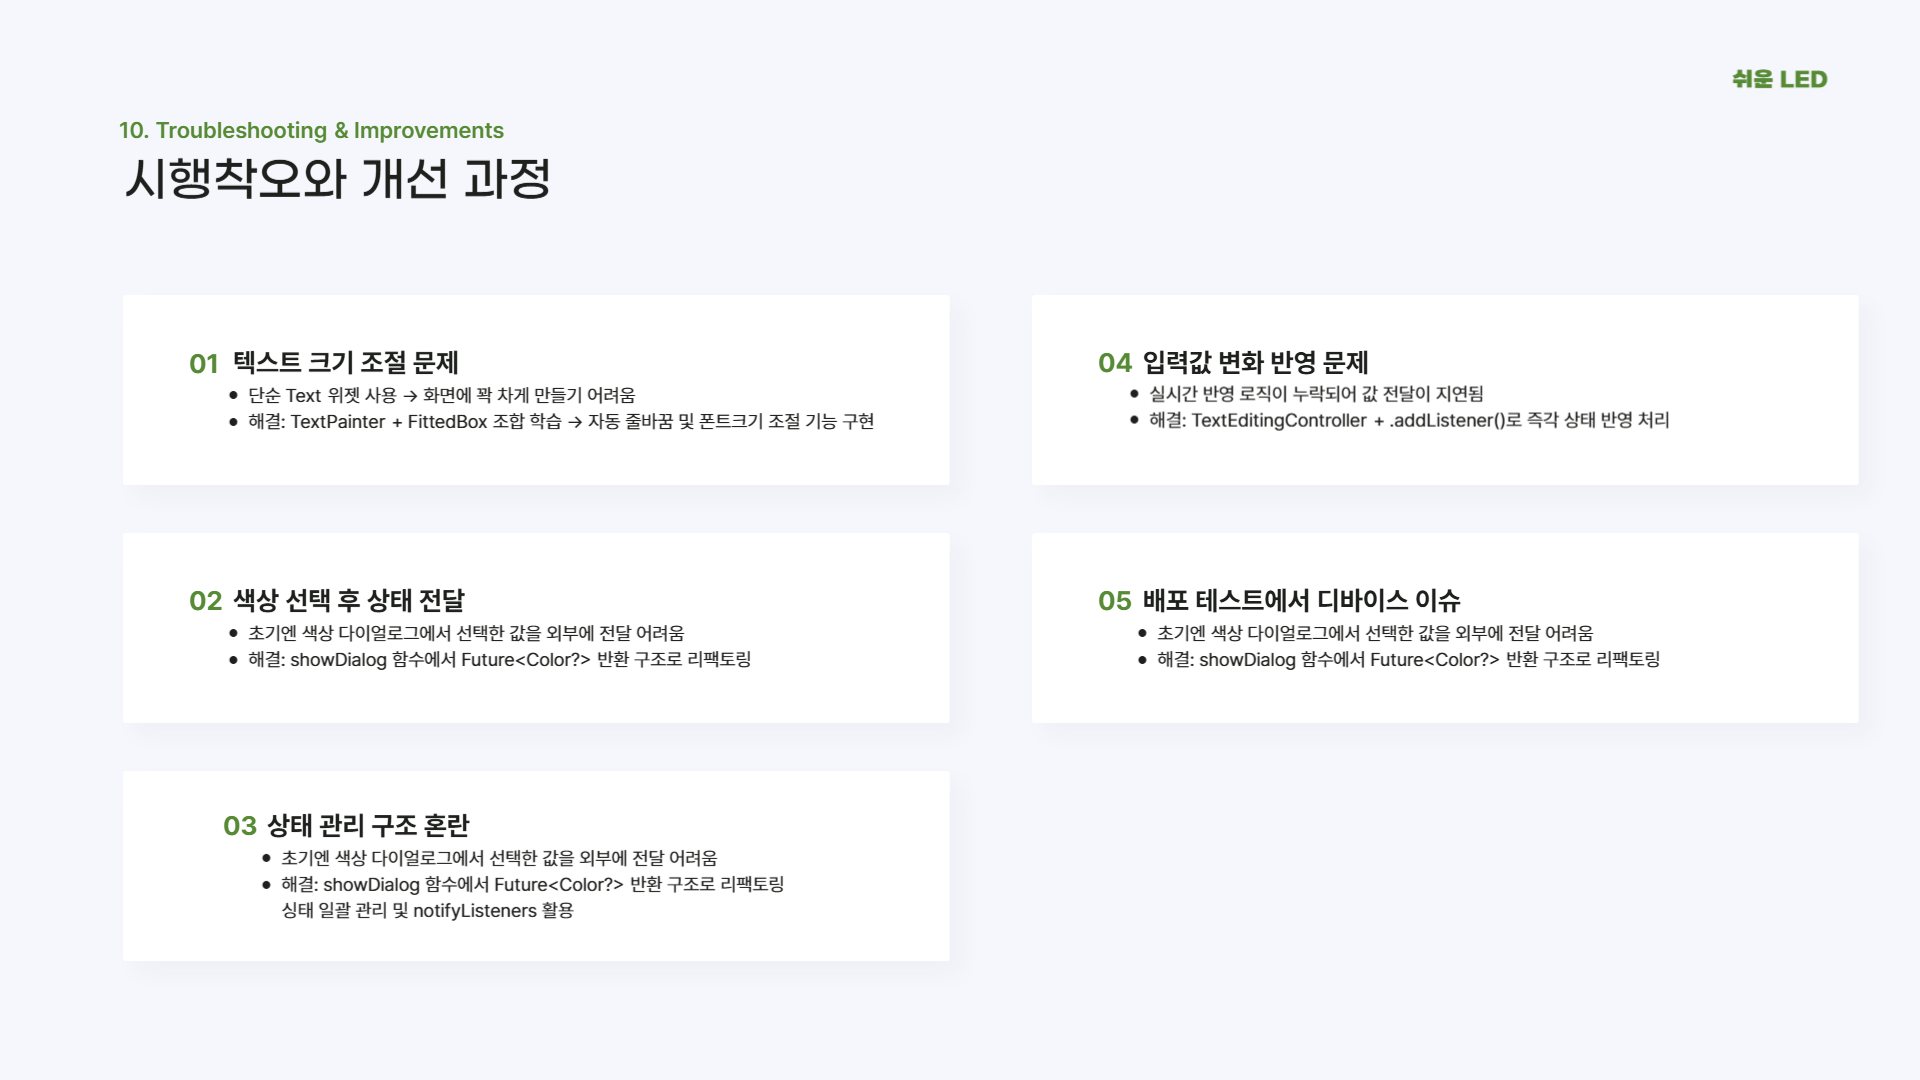 쉬운 LED
10. Troubleshooting & Improvements
시행착오와 개선 과정
01 텍스트 크기 조절 문제
● 단순 Text 위젯 사용 → 화면에 꽉 차게 만들기 어려움
● 해결: TextPainter + FittedBox 조합 학습 → 자동 줄바꿈 및 폰트크기 조절 기능 구현
02 색상 선택 후 상태 전달
● 초기엔 색상 다이얼로그에서 선택한 값을 외부에 전달 어려움
● 해결: showDialog 함수에서 Future<Color?> 반환 구조로 리팩토링
03 상태 관리 구조 혼란
● 초기엔 색상 다이얼로그에서 선택한 값을 외부에 전달 어려움
● 해결: showDialog 함수에서 Future<Color?> 반환 구조로 리팩토링
싱태 일괄 관리 및 notifyListeners 활용
04 입력값 변화 반영 문제
● 실시간 반영 로직이 누락되어 값 전달이 지연됨
● 해결: TextEditingController + .addListener()로 즉각 상태 반영 처리
05 배포 테스트에서 디바이스 이슈
● 초기엔 색상 다이얼로그에서 선택한 값을 외부에 전달 어려움
● 해결: showDialog 함수에서 Future<Color?> 반환 구조로 리팩토링